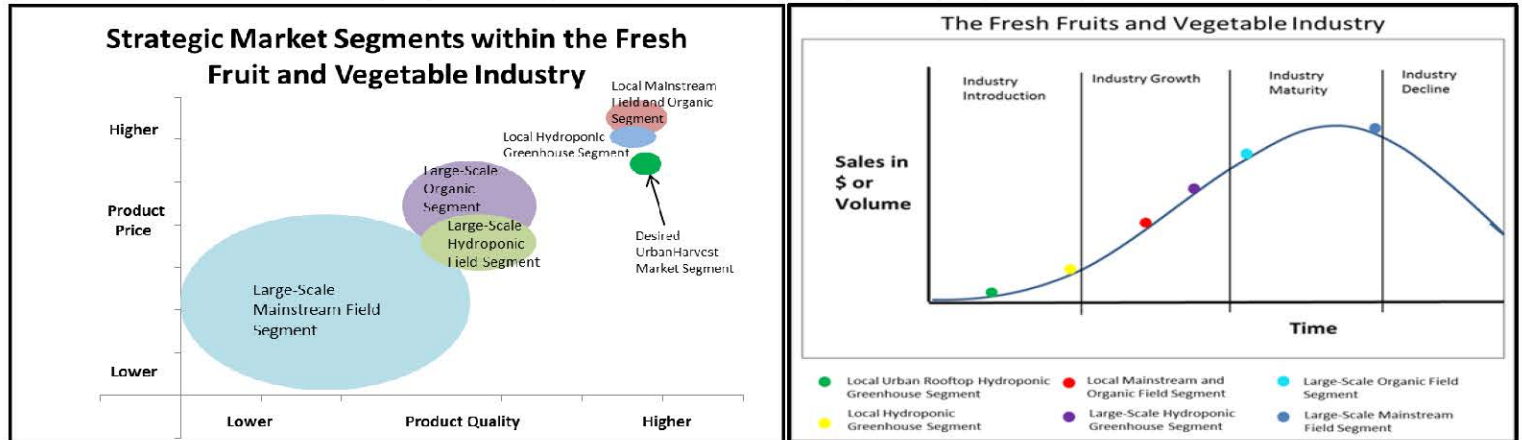 Strategic Market Segments within the Fresh
Fruit and Vegetable Industry
Local Mainstream
Field and Organic
Segment
Higher
Local Hydroponic
Greenhouse Segment
Large-Scale
Organic
Segment
Product
Price
Large-Scale
Hydroponic
Field Segment
Desired
UrbanHarvest
Market Segment
Large-Scale
Mainstream Field
Segment
Lower
Lower
Product Quality
Higher
The Fresh Fruits and Vegetable Industry
Industry
Introduction
Industry Growth
Industry
Maturity
Industry
Decline
Sales in
$ or
Volume
Time
Local Urban Rooftop Hydroponic
Greenhouse Segment
Local Mainstream and
Organic Field Segment
Large-Scale Organic Field
Segment
Local Hydroponic
Greenhouse Segment
Large-Scale Hydroponic
Greenhouse Segment
Large-Scale Mainstream
Field Segment